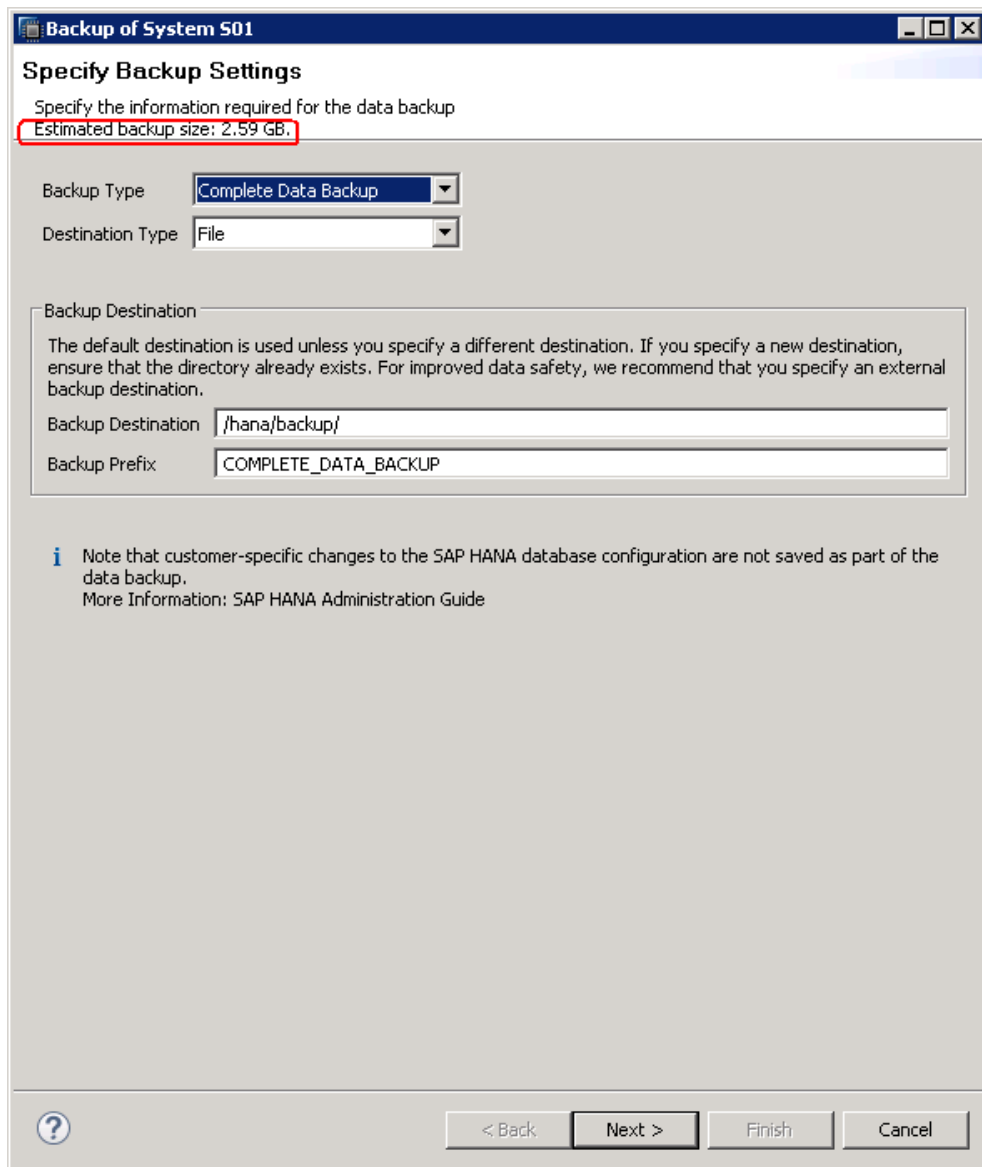 Backup of System S01
Specify Backup Settings
Specify the information required for the data backup
Estimated backup size: 2.59 GB.
Backup Type Complete Data Backup
Destination Type File
Backup Destination
The default destination is used unless you specify a different destination. If you specify a new destination,
ensure that the directory already exists. For improved data safety, we recommend that you specify an external
backup destination.
Backup Destination /hana/backup/
Backup Prefix COMPLETE_DATA_BACKUP
i Note that customer-specific changes to the SAP HANA database configuration are not saved as part of the
data backup.
More Information: SAP HANA Administration Guide
? < Back Next > Finish Cancel